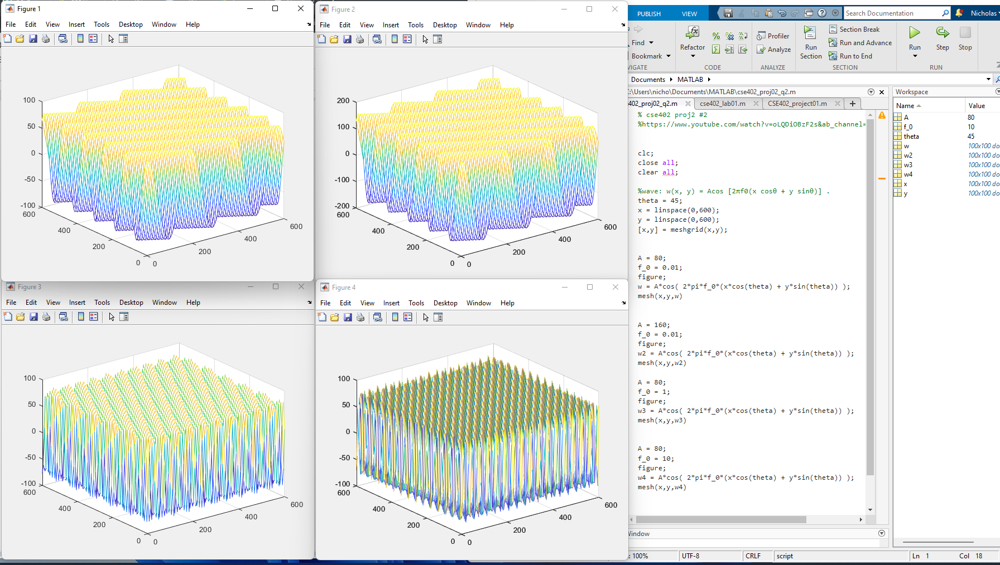 Figure 1
File Edit View Insert Tools Desktop Window Help
100
50
0
-50
-100
600
400
200
0
0
200
400
600
Figure 2
File Edit View Insert Tools Desktop Window Help
200
100
0
-100
-200
600
400
200
0
0
200
400
600
Figure 3
File Edit View Insert Tools Desktop Window Help
100
50
0
-50
-100
600
400
200
0
0
200
400
600
Figure 4
File Edit View Insert Tools Desktop Window Help
100
50
0
-50
-100
600
400
200
0
0
200
400
600
PUBLISH VIEW Search Documentation Nicholas
Find
Bookmark
VIGATE
Refactor
CODE
Profiler
Analyze
ANALYZE
Run Section
Section Break
Run and Advance
Run to End
SECTION
Run Step Stop
RUN
Documents MATLAB
:\Users\nicho\Documents\MATLAB\cse402_proj02_q2.m
402_proj02_q2.m cse402_lab01.m CSE402_project01.m +
% cse402 proj2 #2
%https://www.youtube.com/watch?v=oLQDiOBzF2s&ab_channel=
clc;
close all;
clear all;
%wave: w(x, y) = Acos [2πf0(x cosθ + y sinθ)] .
theta = 45;
x = linspace(0,600);
y = linspace(0,600);
[x,y] = meshgrid(x,y);
A = 80;
f_0 = 0.01;
figure;
w = A*cos( 2*pi*f_0*(x*cos(theta) + y*sin(theta)) );
mesh(x,y,w)
A = 160;
f_0 = 0.01;
figure;
w2 = A*cos( 2*pi*f_0*(x*cos(theta) + y*sin(theta)) );
mesh(x,y,w2)
A = 80;
f_0 = 1;
figure;
w3 = A*cos( 2*pi*f_0*(x*cos(theta) + y*sin(theta)) );
mesh(x,y,w3)
A = 80;
f_0 = 10;
figure;
w4 = A*cos( 2*pi*f_0*(x*cos(theta) + y*sin(theta)) );
mesh(x,y,w4)
Workspace
Name Value
A 80
f_0 10
theta 45
w 100x100 do
w2 100x100 do
w3 100x100 do
w4 100x100 do
x 100x100 do
y 100x100 do
Window
: 100% UTF-8 CRLF script Ln 1 Col 18